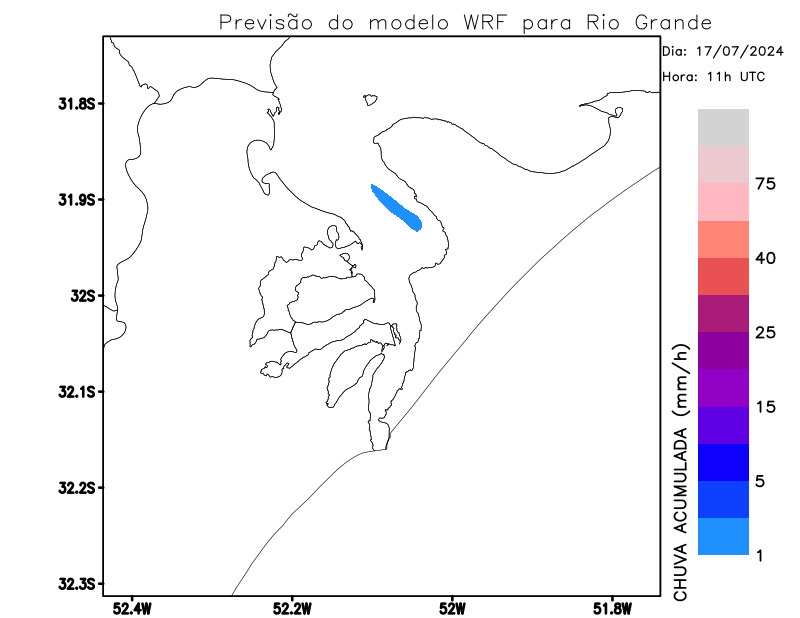 Previsão do modelo WRF para Rio Grande
Dia: 17/07/2024
Hora: 11h UTC
31.8S
31.9S
32S
32.1S
32.2S
32.3S
52.4W
52.2W
52W
51.8W
CHUVA ACUMULADA (mm/h)
75
40
25
15
5
1